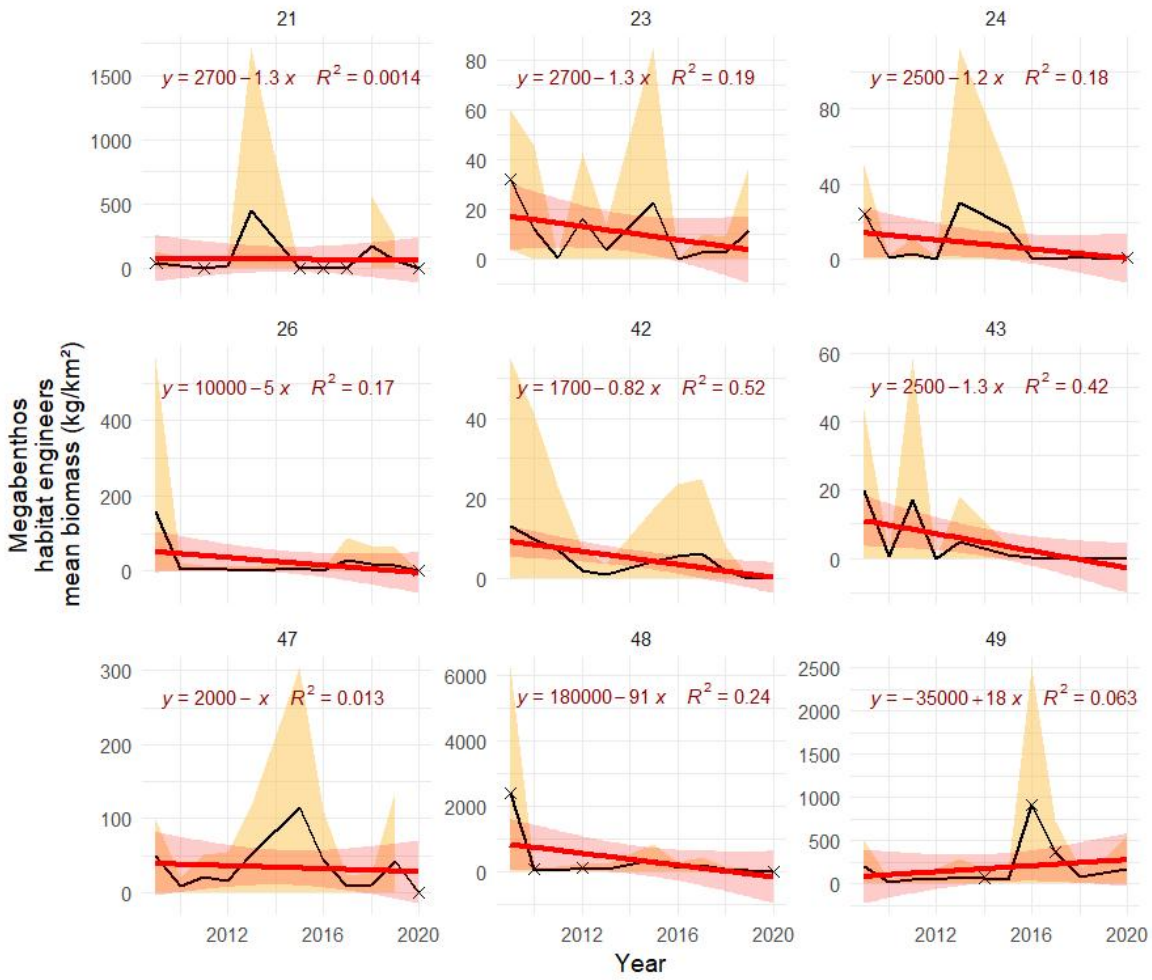 21
23
24
y = 2700 − 1.3 x R² = 0.0014
y = 2700 − 1.3 x R² = 0.19
y = 2500 − 1.2 x R² = 0.18
1500
1000
500
0
80
60
40
20
0
80
40
0
26
42
43
y = 10000 − 5 x R² = 0.17
y = 1700 − 0.82 x R² = 0.52
y = 2500 − 1.3 x R² = 0.42
400
200
0
40
20
0
60
40
20
0
Megabenthos
habitat engineers
mean biomass (kg/km²)
47
48
49
y = 2000 − x R² = 0.013
y = 180000 − 91 x R² = 0.24
y = −35000 + 18 x R² = 0.063
300
200
100
0
6000
4000
2000
0
2500
2000
1500
1000
500
0
2012 2016 2020
2012 2016 2020
2012 2016 2020
Year